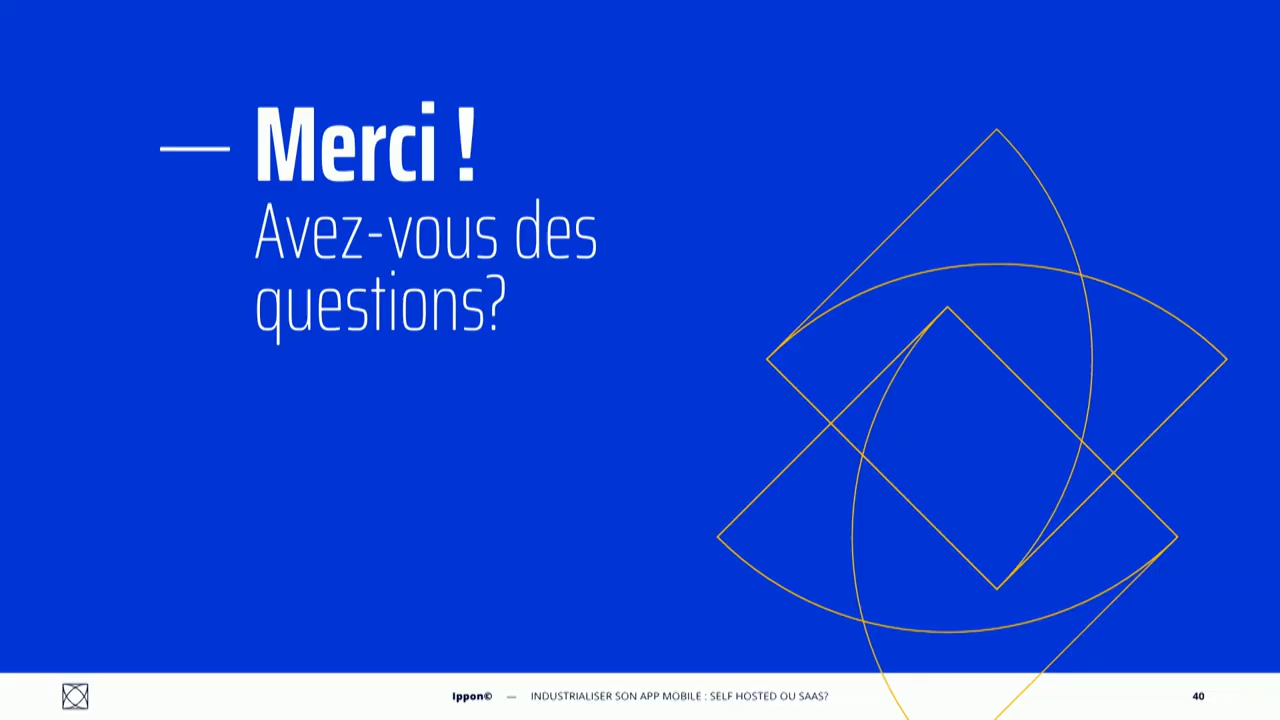 Merci !
Avez-vous des
questions?
Ippon© — INDUSTRIALISER SON APP MOBILE : SELF HOSTED OU SAAS? 40